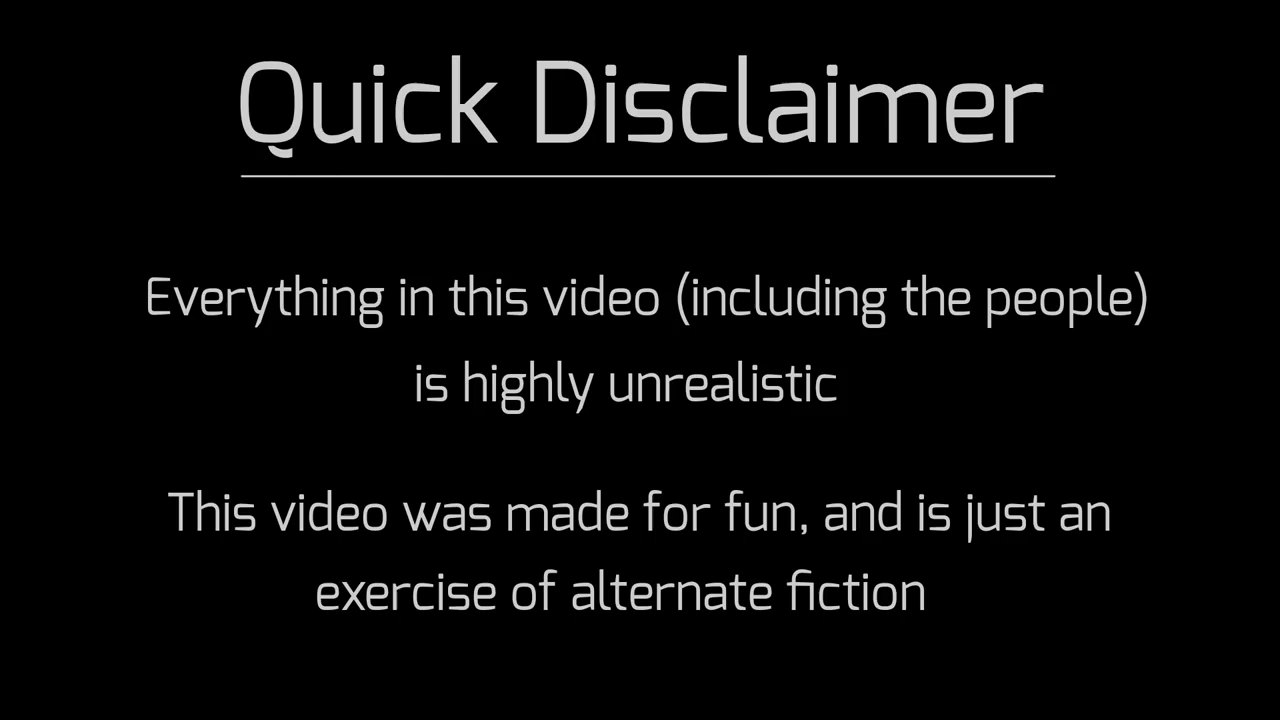 Quick Disclaimer
Everything in this video (including the people)
is highly unrealistic
This video was made for fun, and is just an
exercise of alternate fiction